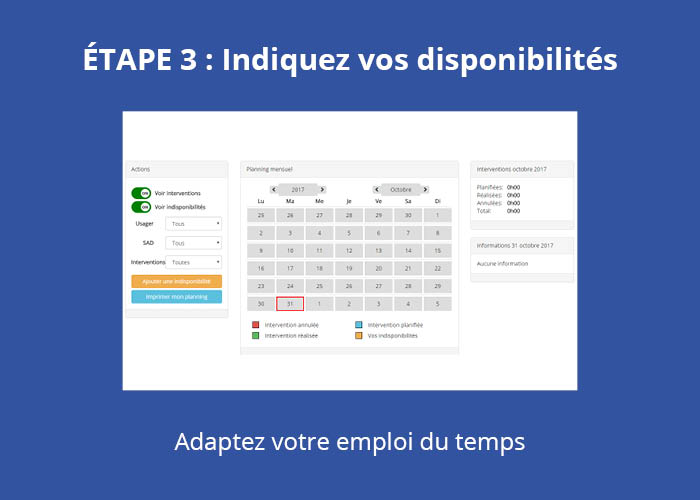 ÉTAPE 3 : Indiquez vos disponibilités
Actions
ON Voir interventions
ON Voir indisponibilités
Usager Tous
SAD Tous
Interventions Toutes
Ajouter une indisponibilité
Imprimer mon planning
Planning mensuel
2017 Octobre
Lu Ma Me Je Ve Sa Di
25 26 27 28 29 30 1
2 3 4 5 6 7 8
9 10 11 12 13 14 15
16 17 18 19 20 21 22
23 24 25 26 27 28 29
30 31 1 2 3 4 5
Intervention annulée Intervention planifiée
Intervention réalisée Vos indisponibilités
Interventions octobre 2017
Planifiées: 0h00
Réalisées: 0h00
Annulées: 0h00
Total: 0h00
Informations 31 octobre 2017
Aucune information
Adaptez votre emploi du temps